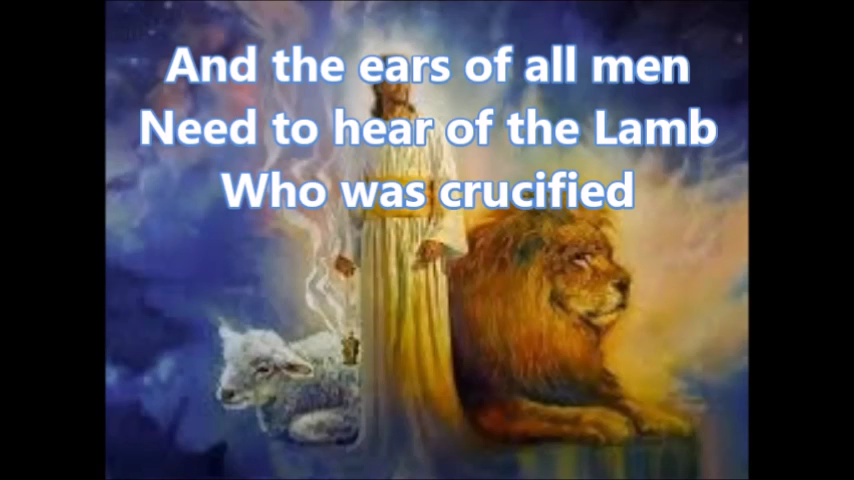 And the ears of all men
Need to hear of the Lamb
Who was crucified